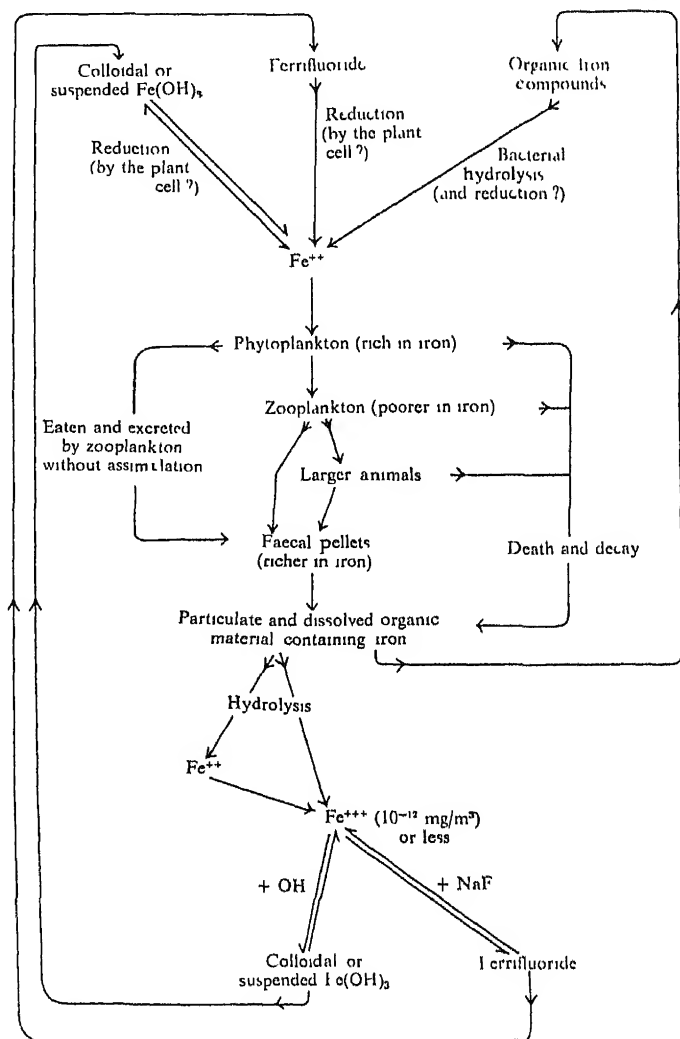 Colloidal or
suspended Fe(OH)₃
Ferrifluoride
Organic iron
compounds
Reduction
(by the plant
cell ?)
Reduction
(by the plant
cell ?)
Bacterial
hydrolysis
(and reduction ?)
Fe⁺⁺
Phytoplankton (rich in iron)
Zooplankton (poorer in iron)
Eaten and excreted
by zooplankton
without assimilation
Larger animals
Faecal pellets
(richer in iron)
Death and decay
Particulate and dissolved organic
material containing iron
Hydrolysis
Fe⁺⁺
Fe⁺⁺⁺ (10⁻¹² mg/m³)
or less
+ OH
+ NaF
Colloidal or
suspended Fe(OH)₃
Ferrifluoride